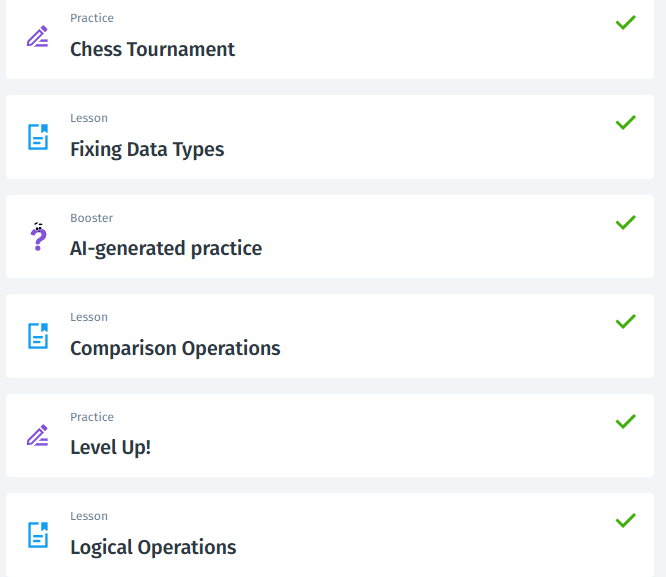 Practice
Chess Tournament
Lesson
Fixing Data Types
Booster
AI-generated practice
Lesson
Comparison Operations
Practice
Level Up!
Lesson
Logical Operations